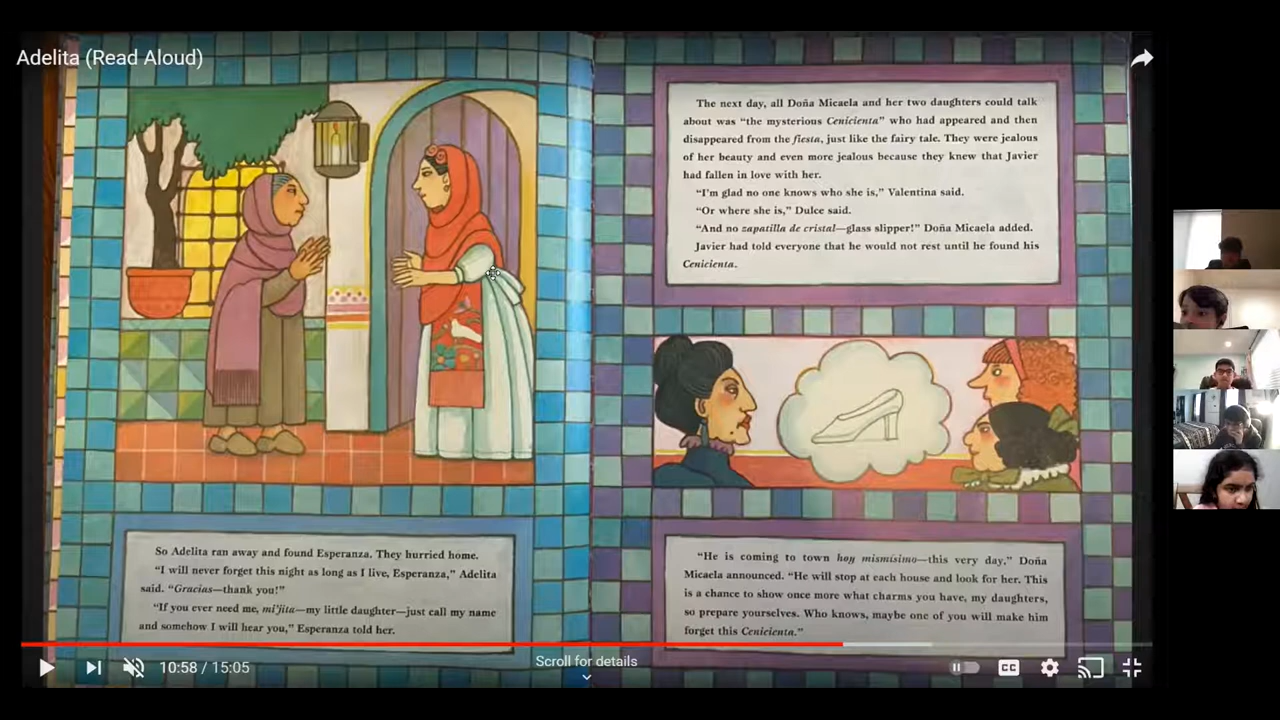 Adelita (Read Aloud)
So Adelita ran away and found Esperanza. They hurried home.
“I will never forget this night as long as I live, Esperanza,” Adelita
said. “Gracias—thank you!”
“If you ever need me, mi’jita—my little daughter—just call my name
and somehow I will hear you,” Esperanza told her.
The next day, all Doña Micaela and her two daughters could talk
about was “the mysterious Cenicienta” who had appeared and then
disappeared from the fiesta, just like the fairy tale. They were jealous
of her beauty and even more jealous because they knew that Javier
had fallen in love with her.
“I’m glad no one knows who she is,” Valentina said.
“Or where she is,” Dulce said.
“And no zapatilla de cristal—glass slipper!” Doña Micaela added.
Javier had told everyone that he would not rest until he found his
Cenicienta.
“He is coming to town hoy mismísimo—this very day,” Doña
Micaela announced. “He will stop at each house and look for her. This
is a chance to show once more what charms you have, my daughters,
so prepare yourselves. Who knows, maybe one of you will make him
forget this Cenicienta.”
10:58 / 15:05
Scroll for details
CC